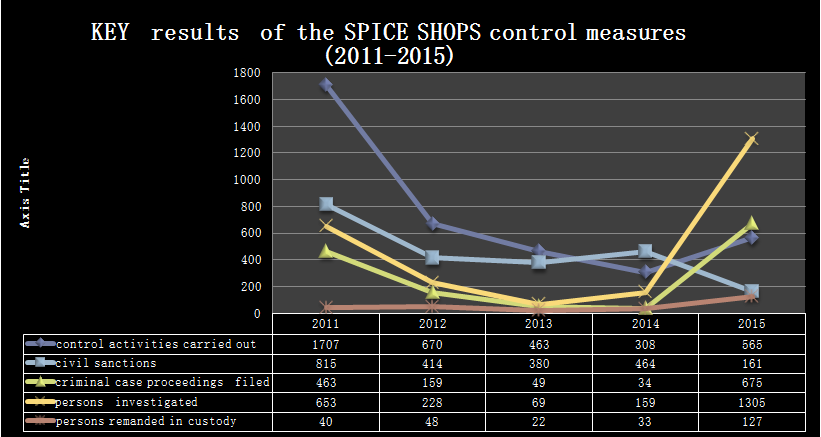 KEY results of the SPICE SHOPS control measures
(2011-2015)
Axis Title
1800
1600
1400
1200
1000
800
600
400
200
0
2011 2012 2013 2014 2015
control activities carried out 1707 670 463 308 565
civil sanctions 815 414 380 464 161
criminal case proceedings filed 463 159 49 34 675
persons investigated 653 228 69 159 1305
persons remanded in custody 40 48 22 33 127